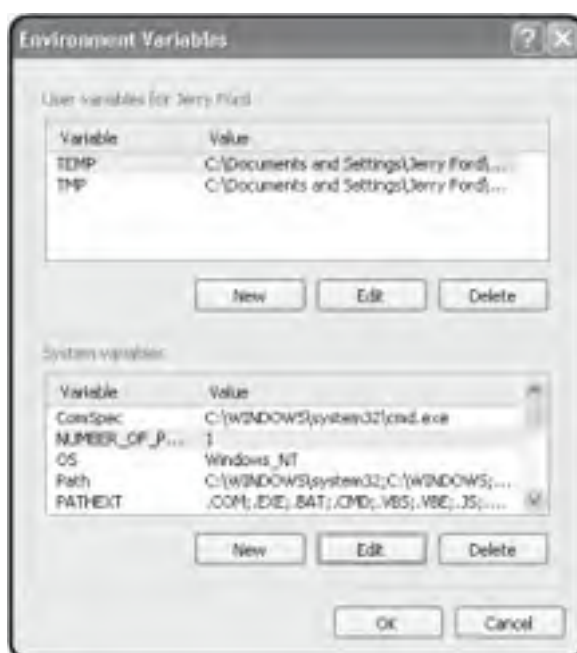 Environment Variables
User variables for Jerry Ford
Variable Value
TEMP C:\Documents and Settings\Jerry Ford\...
TMP C:\Documents and Settings\Jerry Ford\...
New Edit Delete
System variables
Variable Value
ComSpec C:\WINDOWS\system32\cmd.exe
NUMBER_OF_P... 1
OS Windows_NT
Path C:\WINDOWS\system32;C:\WINDOWS;...
PATHEXT .COM;.EXE;.BAT;.CMD;.VBS;.VBE;.JS;....
New Edit Delete
OK Cancel